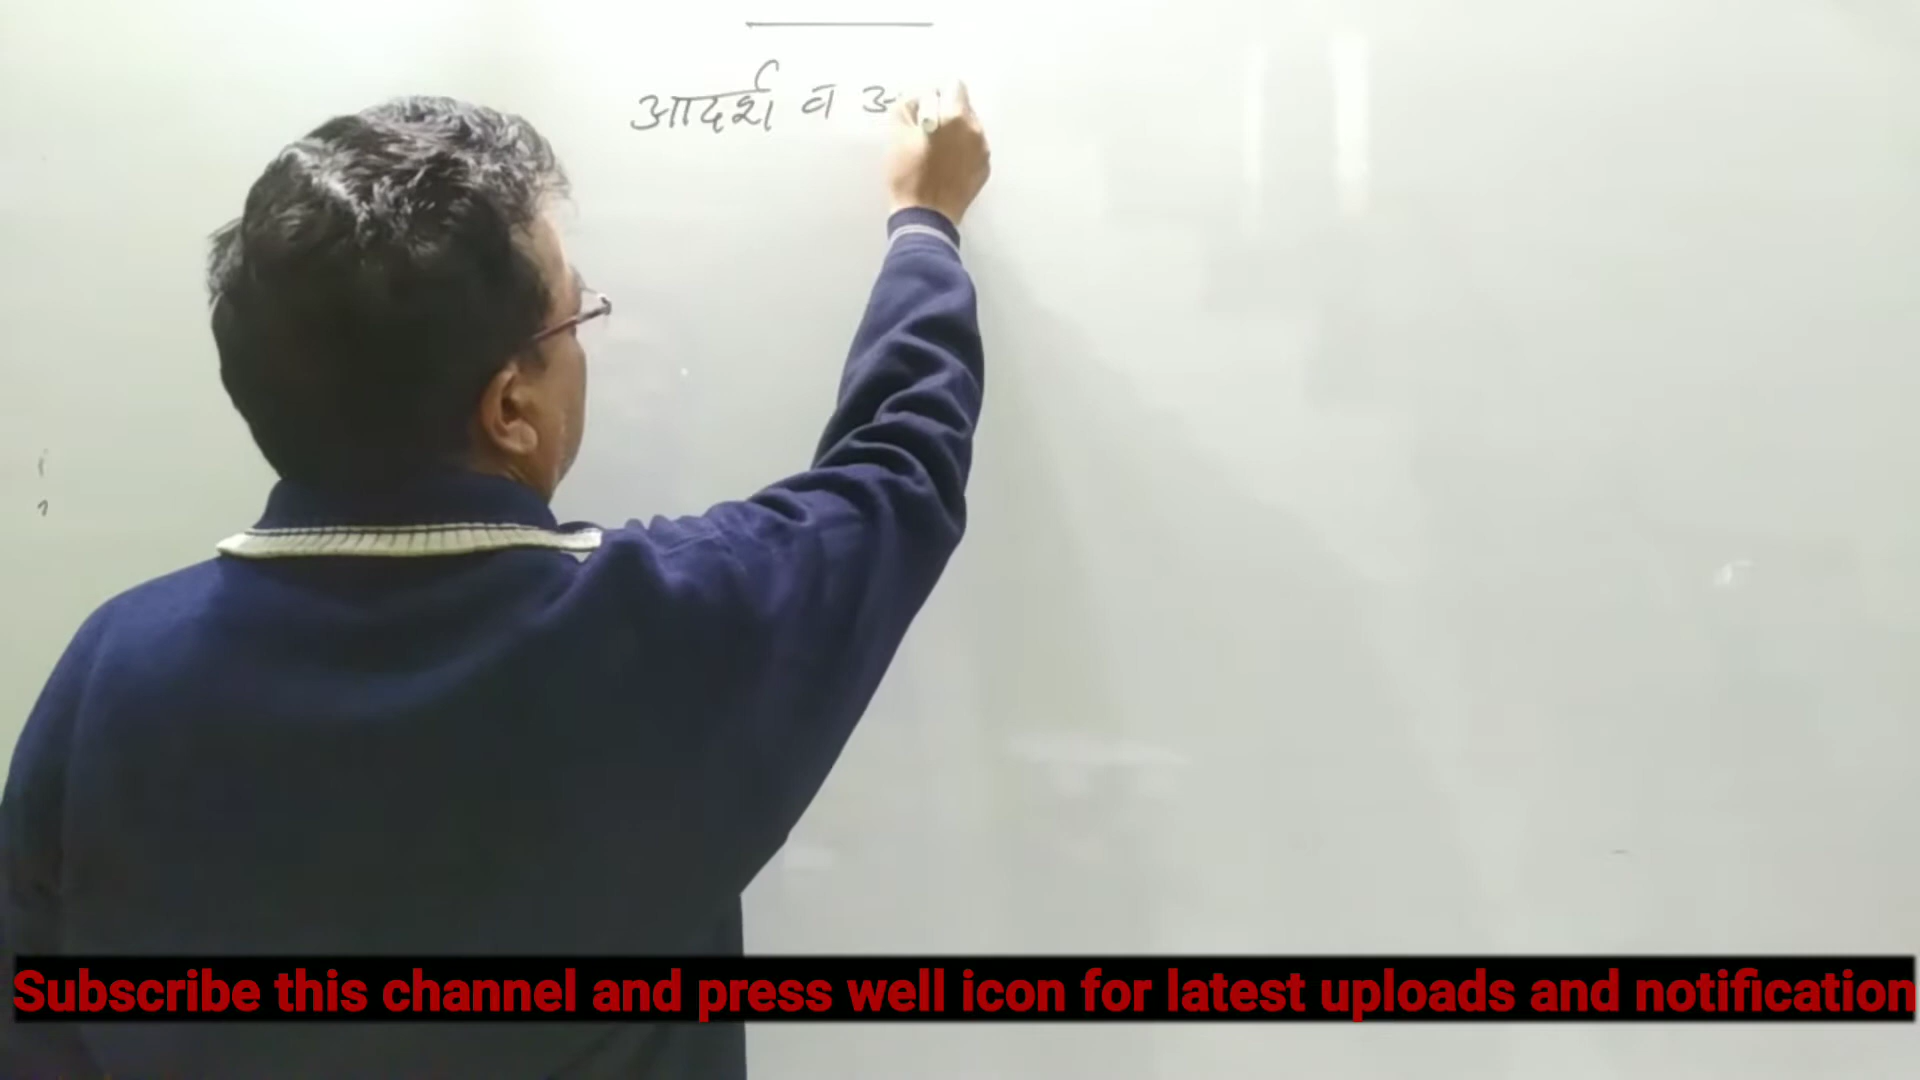 आदर्श व
Subscribe this channel and press well icon for latest uploads and notification